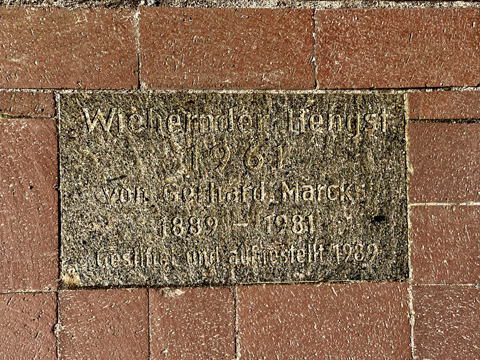 Wiehernder Hengst
1961
von Gerhard Marcks
1889 - 1981
Gestiftet und aufgestellt 1989